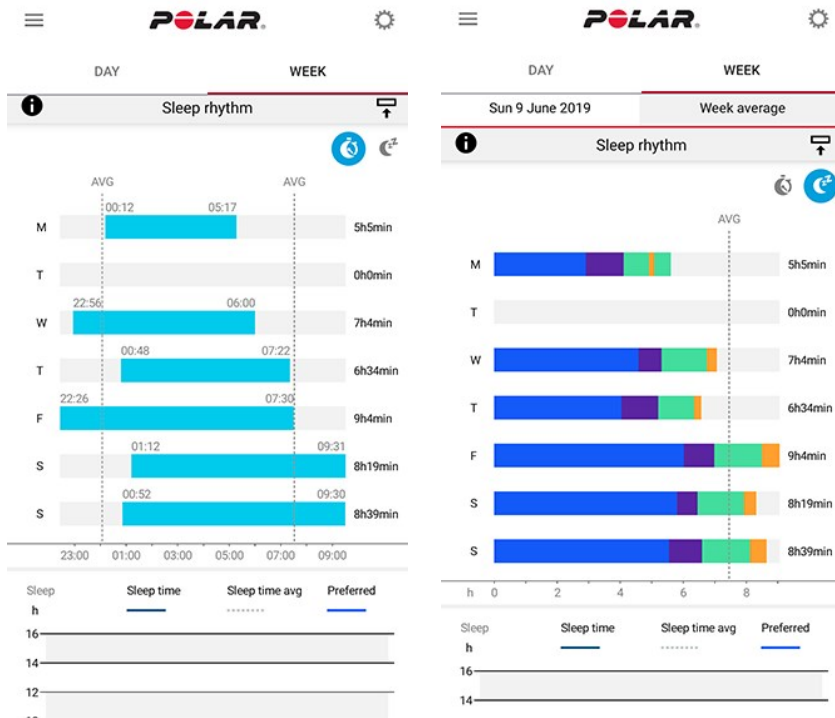 POLAR.
DAY WEEK
Sleep rhythm
AVG AVG
00:12 05:17
M 5h5min
T 0h0min
22:56 06:00
W 7h4min
00:48 07:22
T 6h34min
22:26 07:30
F 9h4min
01:12 09:31
S 8h19min
00:52 09:30
S 8h39min
23:00 01:00 03:00 05:00 07:00 09:00
Sleep Sleep time Sleep time avg Preferred
h
16
14
12
POLAR.
DAY WEEK
Sun 9 June 2019 Week average
Sleep rhythm
AVG
M 5h5min
T 0h0min
W 7h4min
T 6h34min
F 9h4min
S 8h19min
S 8h39min
h 0 2 4 6 8
Sleep Sleep time Sleep time avg Preferred
h
16
14